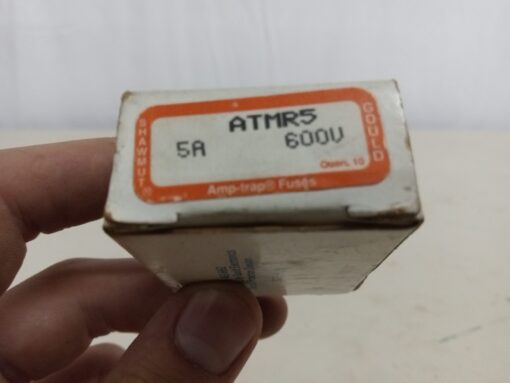 ATMR5
5A 600V
Quan. 10
SHAWMUT®
GOULD
Amp-trap® Fuses